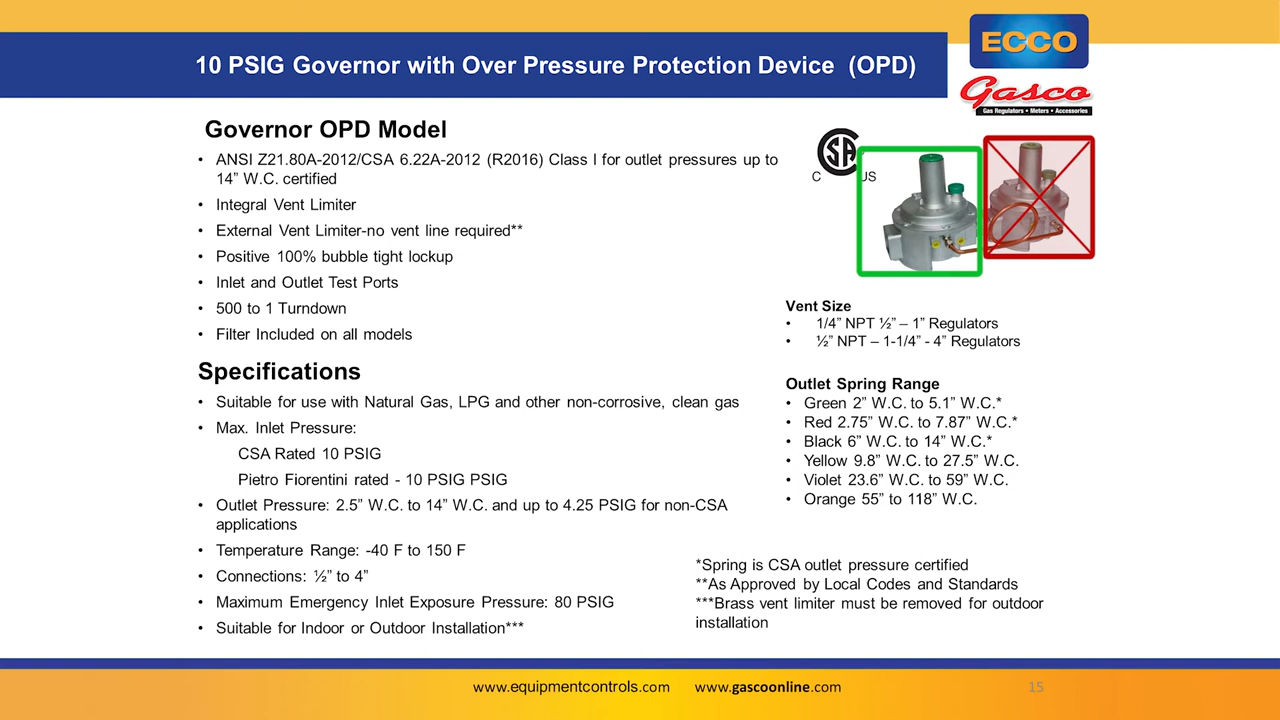 10 PSIG Governor with Over Pressure Protection Device (OPD)
ECCO
Gasco
Gas Regulators • Meters • Accessories
Governor OPD Model
• ANSI Z21.80A-2012/CSA 6.22A-2012 (R2016) Class I for outlet pressures up to
14” W.C. certified
• Integral Vent Limiter
• External Vent Limiter-no vent line required**
• Positive 100% bubble tight lockup
• Inlet and Outlet Test Ports
• 500 to 1 Turndown
• Filter Included on all models
Specifications
• Suitable for use with Natural Gas, LPG and other non-corrosive, clean gas
• Max. Inlet Pressure:
CSA Rated 10 PSIG
Pietro Fiorentini rated - 10 PSIG PSIG
• Outlet Pressure: 2.5” W.C. to 14” W.C. and up to 4.25 PSIG for non-CSA
applications
• Temperature Range: -40 F to 150 F
• Connections: ½” to 4”
• Maximum Emergency Inlet Exposure Pressure: 80 PSIG
• Suitable for Indoor or Outdoor Installation***
CSA
C US
Vent Size
• 1/4” NPT ½” – 1” Regulators
• ½” NPT – 1-1/4” - 4” Regulators
Outlet Spring Range
• Green 2” W.C. to 5.1” W.C.*
• Red 2.75” W.C. to 7.87” W.C.*
• Black 6” W.C. to 14” W.C.*
• Yellow 9.8” W.C. to 27.5” W.C.
• Violet 23.6” W.C. to 59” W.C.
• Orange 55” to 118” W.C.
*Spring is CSA outlet pressure certified
**As Approved by Local Codes and Standards
***Brass vent limiter must be removed for outdoor
installation
www.equipmentcontrols.com www.gascoonline.com
15